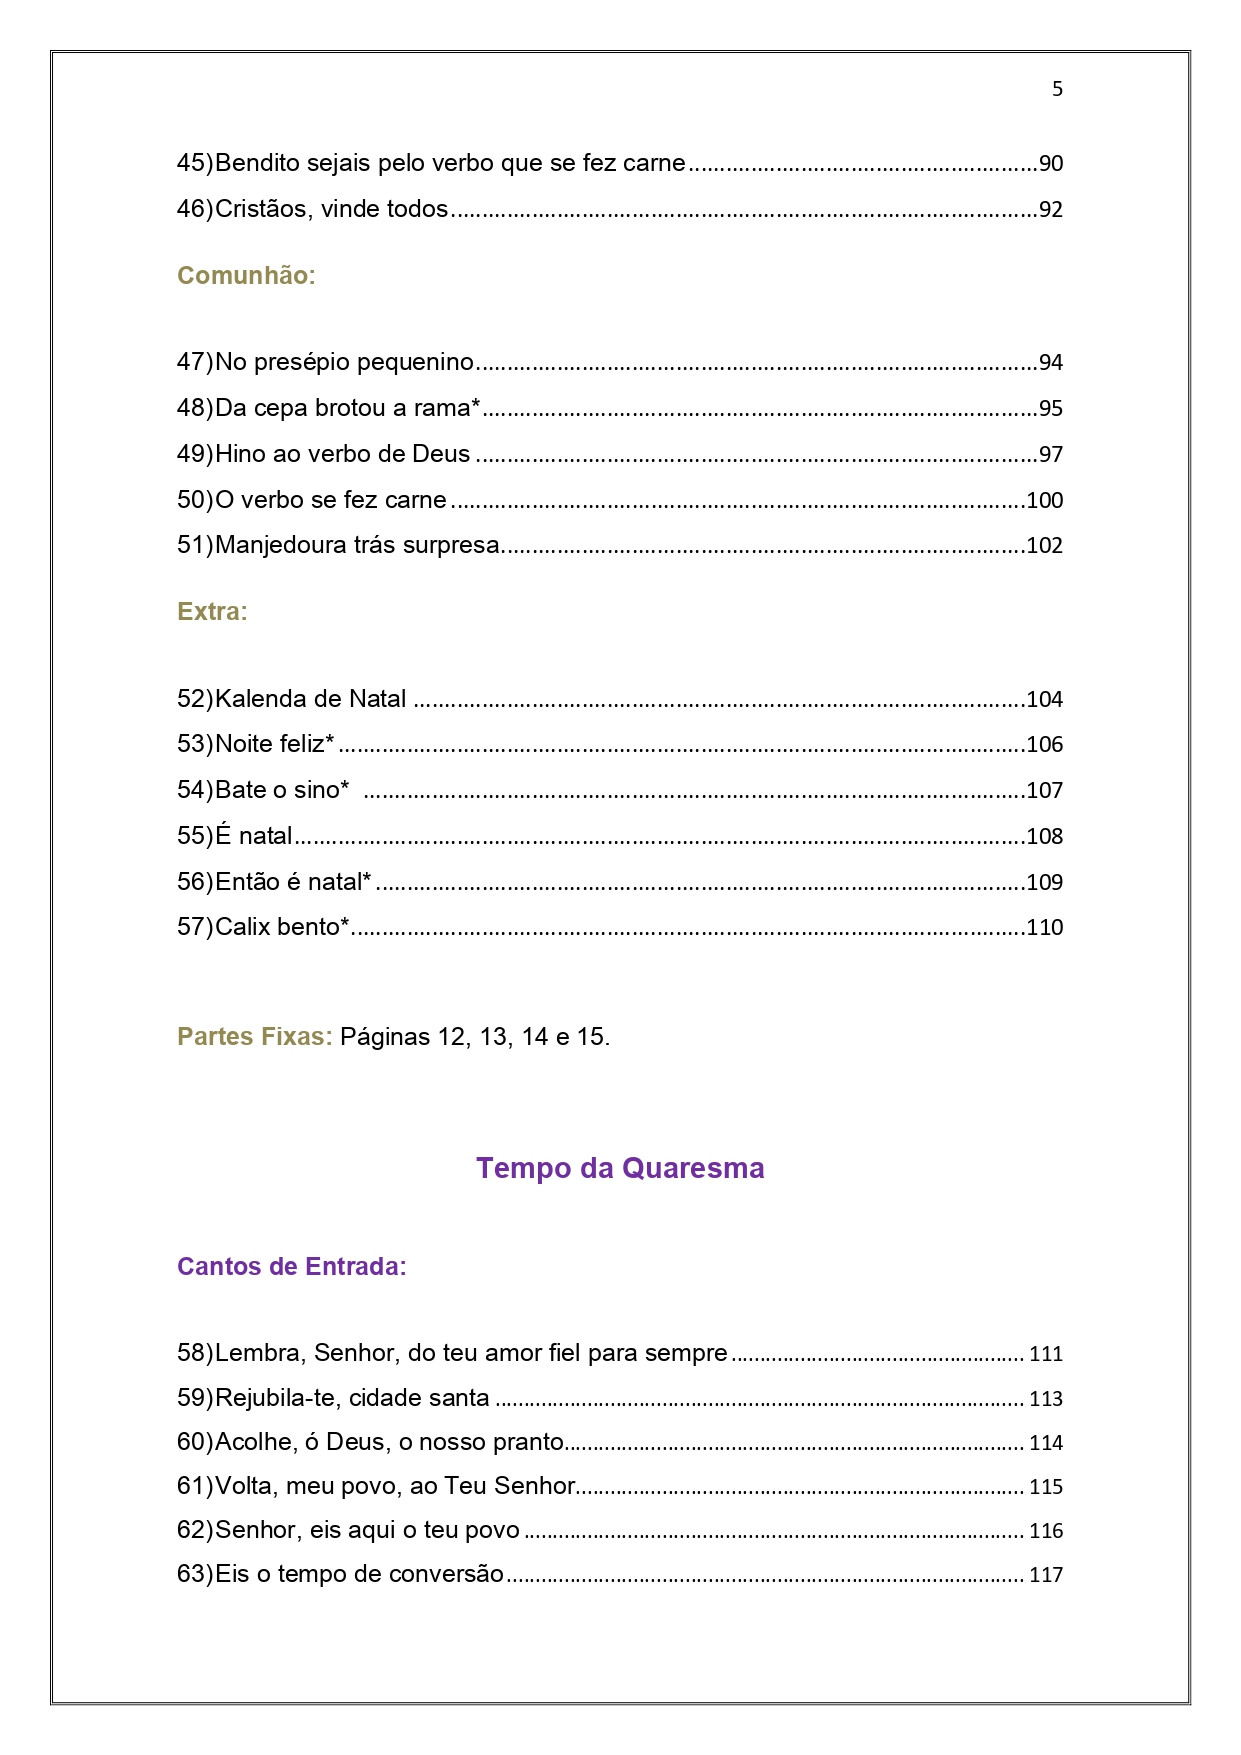 5
45)Bendito sejais pelo verbo que se fez carne........................................................90
46)Cristãos, vinde todos..............................................................................................92
Comunhão:
47)No presépio pequenino..........................................................................................94
48)Da cepa brotou a rama*.........................................................................................95
49)Hino ao verbo de Deus ..........................................................................................97
50)O verbo se fez carne............................................................................................100
51)Manjedoura trás surpresa....................................................................................102
Extra:
52)Kalenda de Natal ..................................................................................................104
53)Noite feliz*..............................................................................................................106
54)Bate o sino* ..........................................................................................................107
55)É natal.....................................................................................................................108
56)Então é natal*........................................................................................................109
57)Calix bento*............................................................................................................110
Partes Fixas: Páginas 12, 13, 14 e 15.
Tempo da Quaresma
Cantos de Entrada:
58)Lembra, Senhor, do teu amor fiel para sempre................................................... 111
59)Rejubila-te, cidade santa ............................................................................................ 113
60)Acolhe, ó Deus, o nosso pranto................................................................................ 114
61)Volta, meu povo, ao Teu Senhor.............................................................................. 115
62)Senhor, eis aqui o teu povo ....................................................................................... 116
63)Eis o tempo de conversão.......................................................................................... 117